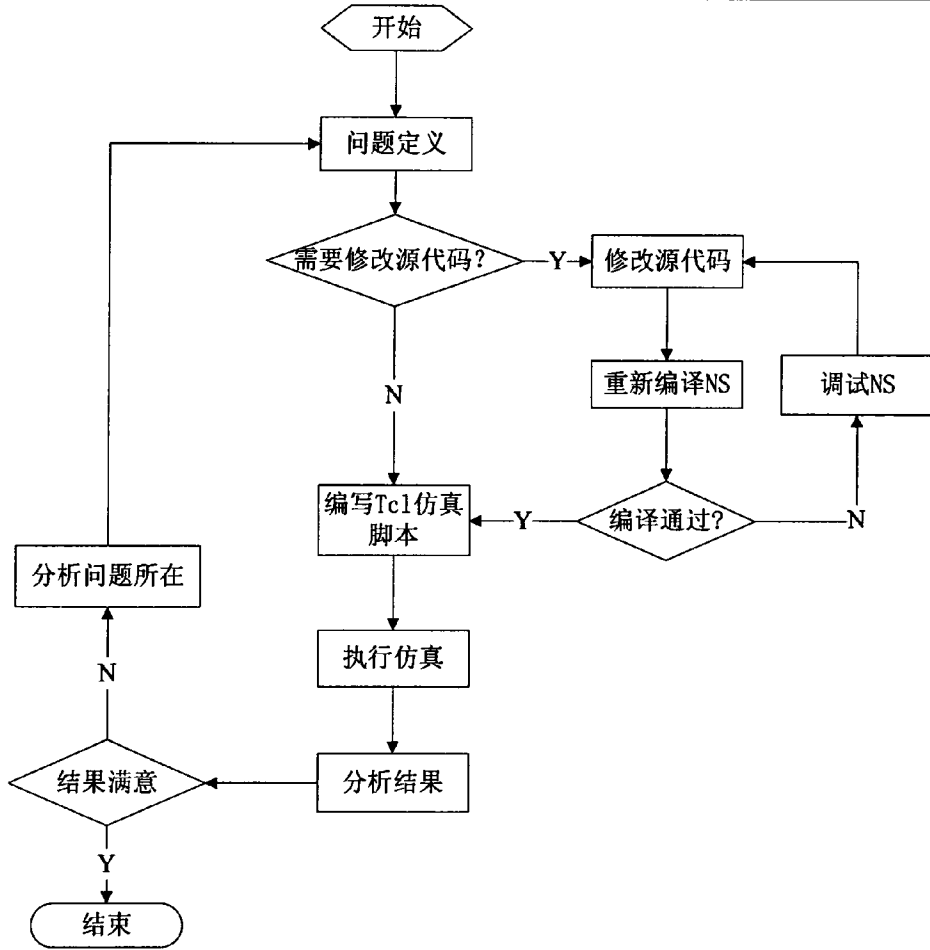 开始
问题定义
需要修改源代码?
Y
修改源代码
N
重新编译NS
调试NS
编写Tcl仿真
脚本
Y
编译通过?
N
分析问题所在
执行仿真
N
结果满意
分析结果
Y
结束